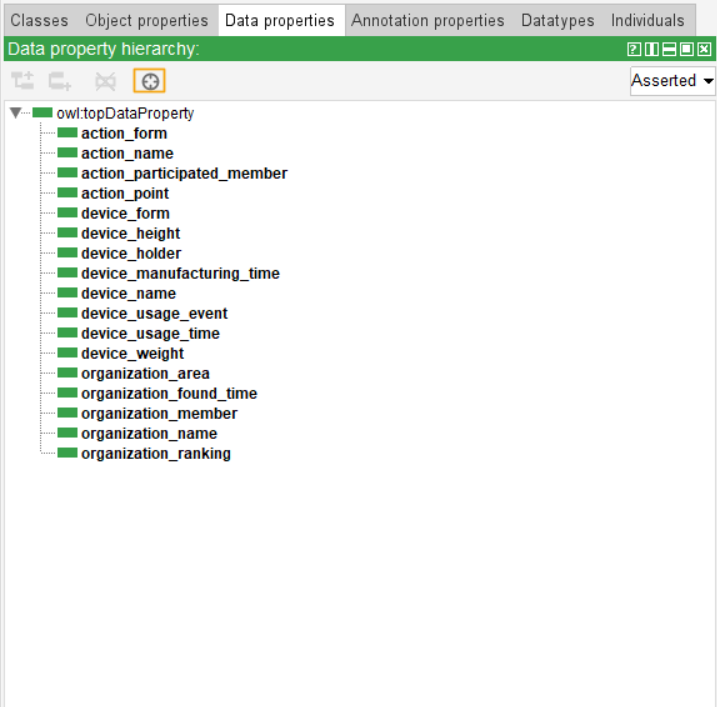 Classes Object properties Data properties Annotation properties Datatypes Individuals
Data property hierarchy:
Asserted
owl:topDataProperty
action_form
action_name
action_participated_member
action_point
device_form
device_height
device_holder
device_manufacturing_time
device_name
device_usage_event
device_usage_time
device_weight
organization_area
organization_found_time
organization_member
organization_name
organization_ranking